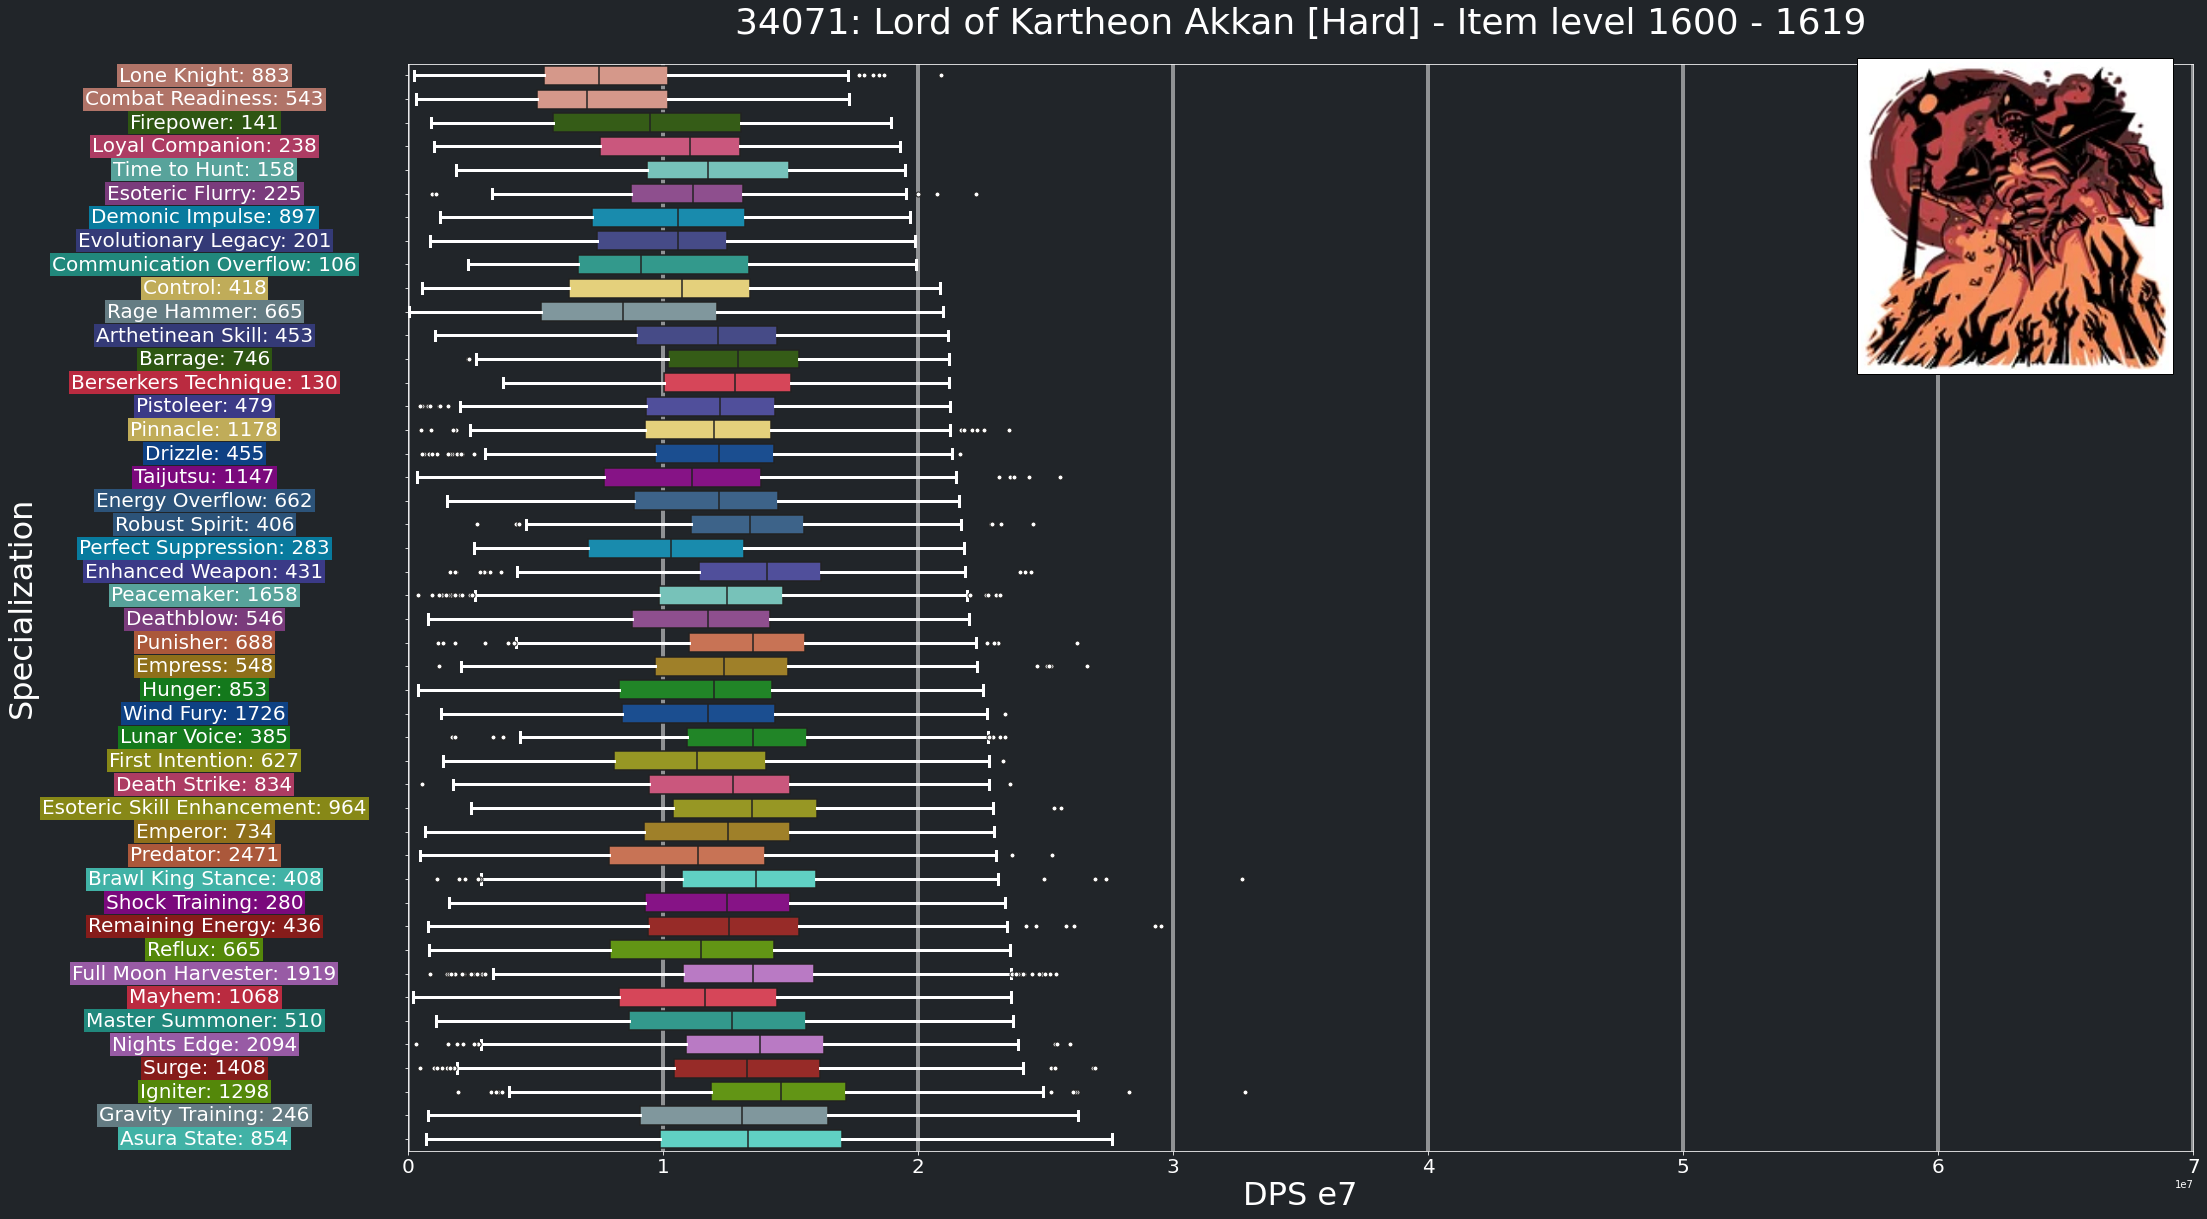 34071: Lord of Kartheon Akkan [Hard] - Item level 1600 - 1619
Specialization
Lone Knight: 883
Combat Readiness: 543
Firepower: 141
Loyal Companion: 238
Time to Hunt: 158
Esoteric Flurry: 225
Demonic Impulse: 897
Evolutionary Legacy: 201
Communication Overflow: 106
Control: 418
Rage Hammer: 665
Arthetinean Skill: 453
Barrage: 746
Berserkers Technique: 130
Pistoleer: 479
Pinnacle: 1178
Drizzle: 455
Taijutsu: 1147
Energy Overflow: 662
Robust Spirit: 406
Perfect Suppression: 283
Enhanced Weapon: 431
Peacemaker: 1658
Deathblow: 546
Punisher: 688
Empress: 548
Hunger: 853
Wind Fury: 1726
Lunar Voice: 385
First Intention: 627
Death Strike: 834
Esoteric Skill Enhancement: 964
Emperor: 734
Predator: 2471
Brawl King Stance: 408
Shock Training: 280
Remaining Energy: 436
Reflux: 665
Full Moon Harvester: 1919
Mayhem: 1068
Master Summoner: 510
Nights Edge: 2094
Surge: 1408
Igniter: 1298
Gravity Training: 246
Asura State: 854
0 1 2 3 4 5 6 7
1e7
DPS e7